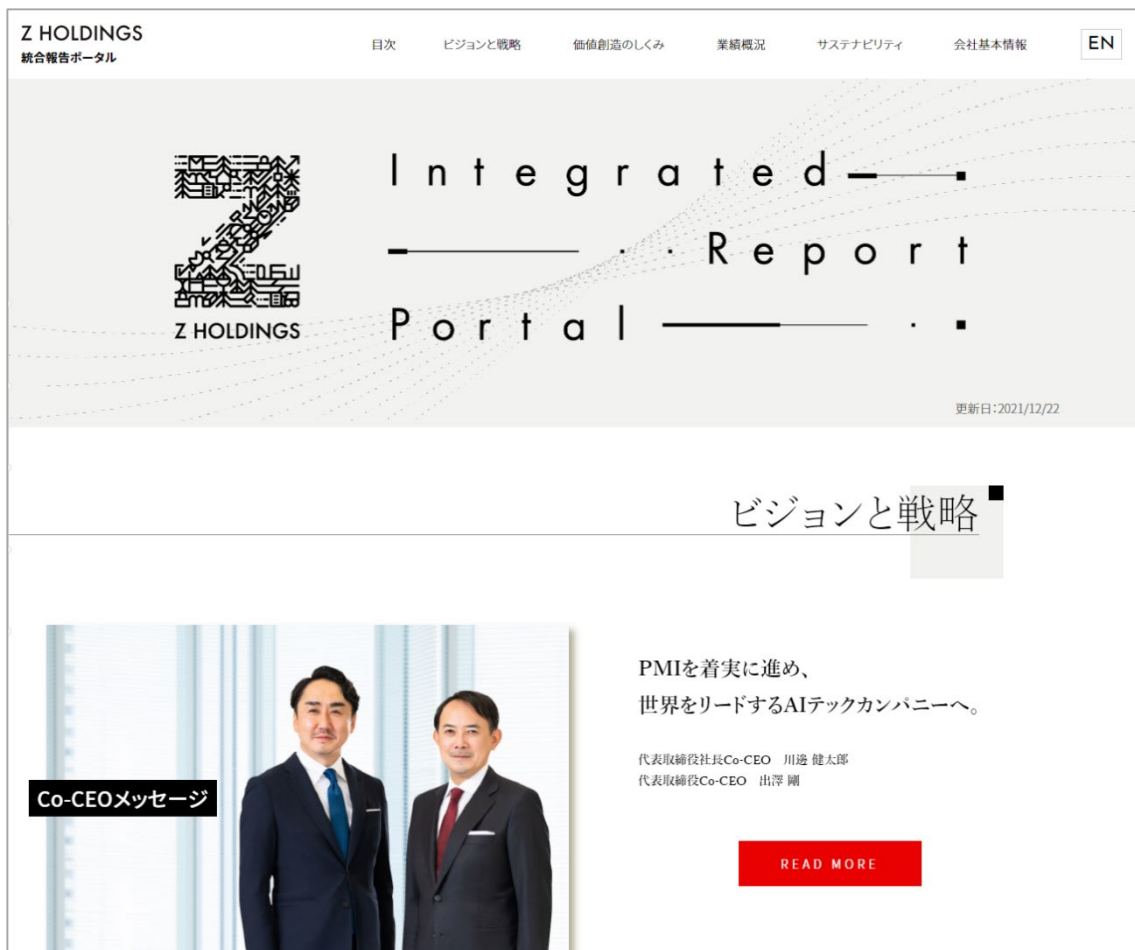 Z HOLDINGS
統合報告ポータル
目次 ビジョンと戦略 価値創造のしくみ 業績概況 サステナビリティ 会社基本情報 EN
Integrated
Report
Portal
Z HOLDINGS
更新日：2021/12/22
ビジョンと戦略
PMIを着実に進め、
世界をリードするAIテックカンパニーへ。
代表取締役社長Co-CEO 川邊 健太郎
代表取締役Co-CEO 出澤 剛
Co-CEOメッセージ
READ MORE